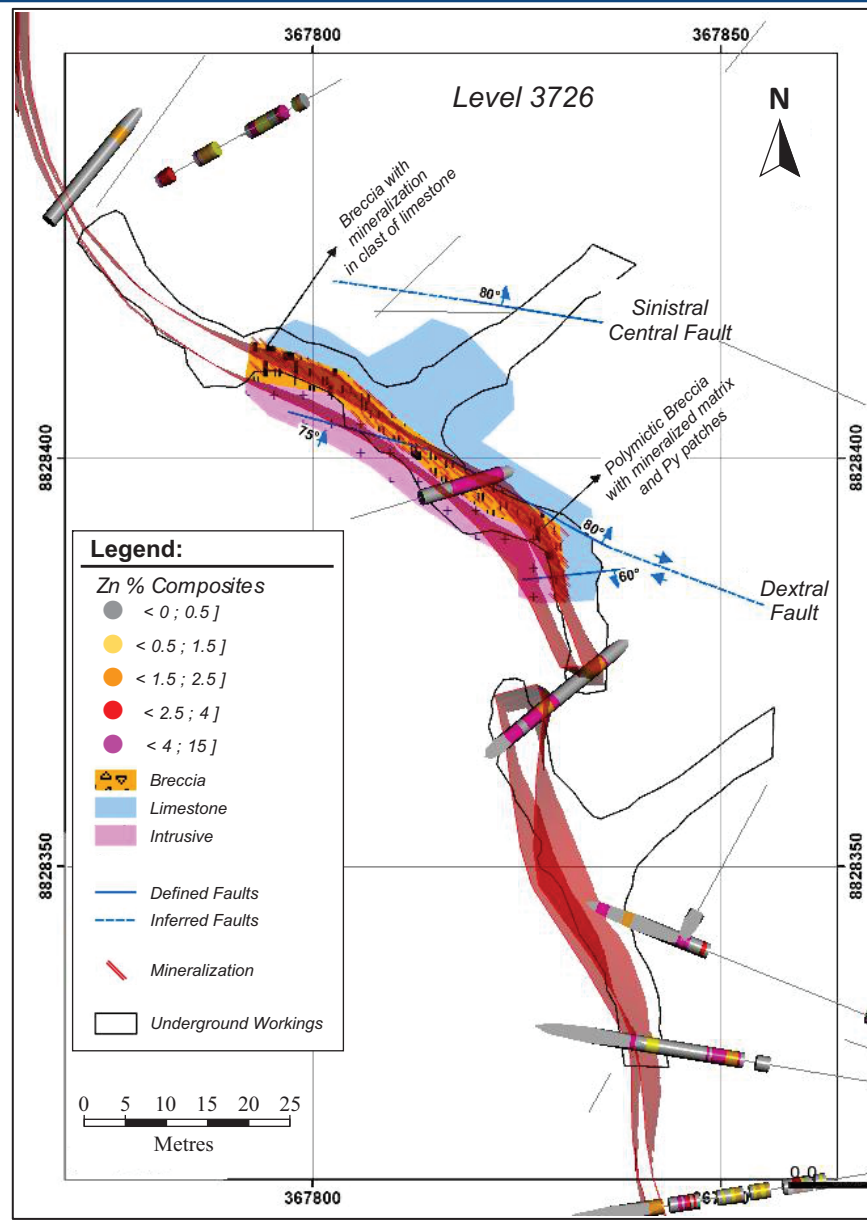 367800
367850
Level 3726
N
Breccia with
mineralization
in clast of limestone
80°
Sinistral
Central Fault
75°
8828400
8828400
Polymictic Breccia
with mineralized matrix
and Py patches
80°
60°
Dextral
Fault
Legend:
Zn % Composites
< 0 ; 0.5 ]
< 0.5 ; 1.5 ]
< 1.5 ; 2.5 ]
< 2.5 ; 4 ]
< 4 ; 15 ]
Breccia
Limestone
Intrusive
Defined Faults
Inferred Faults
Mineralization
Underground Workings
8828350
8828350
0 5 10 15 20 25
Metres
0.0
367800